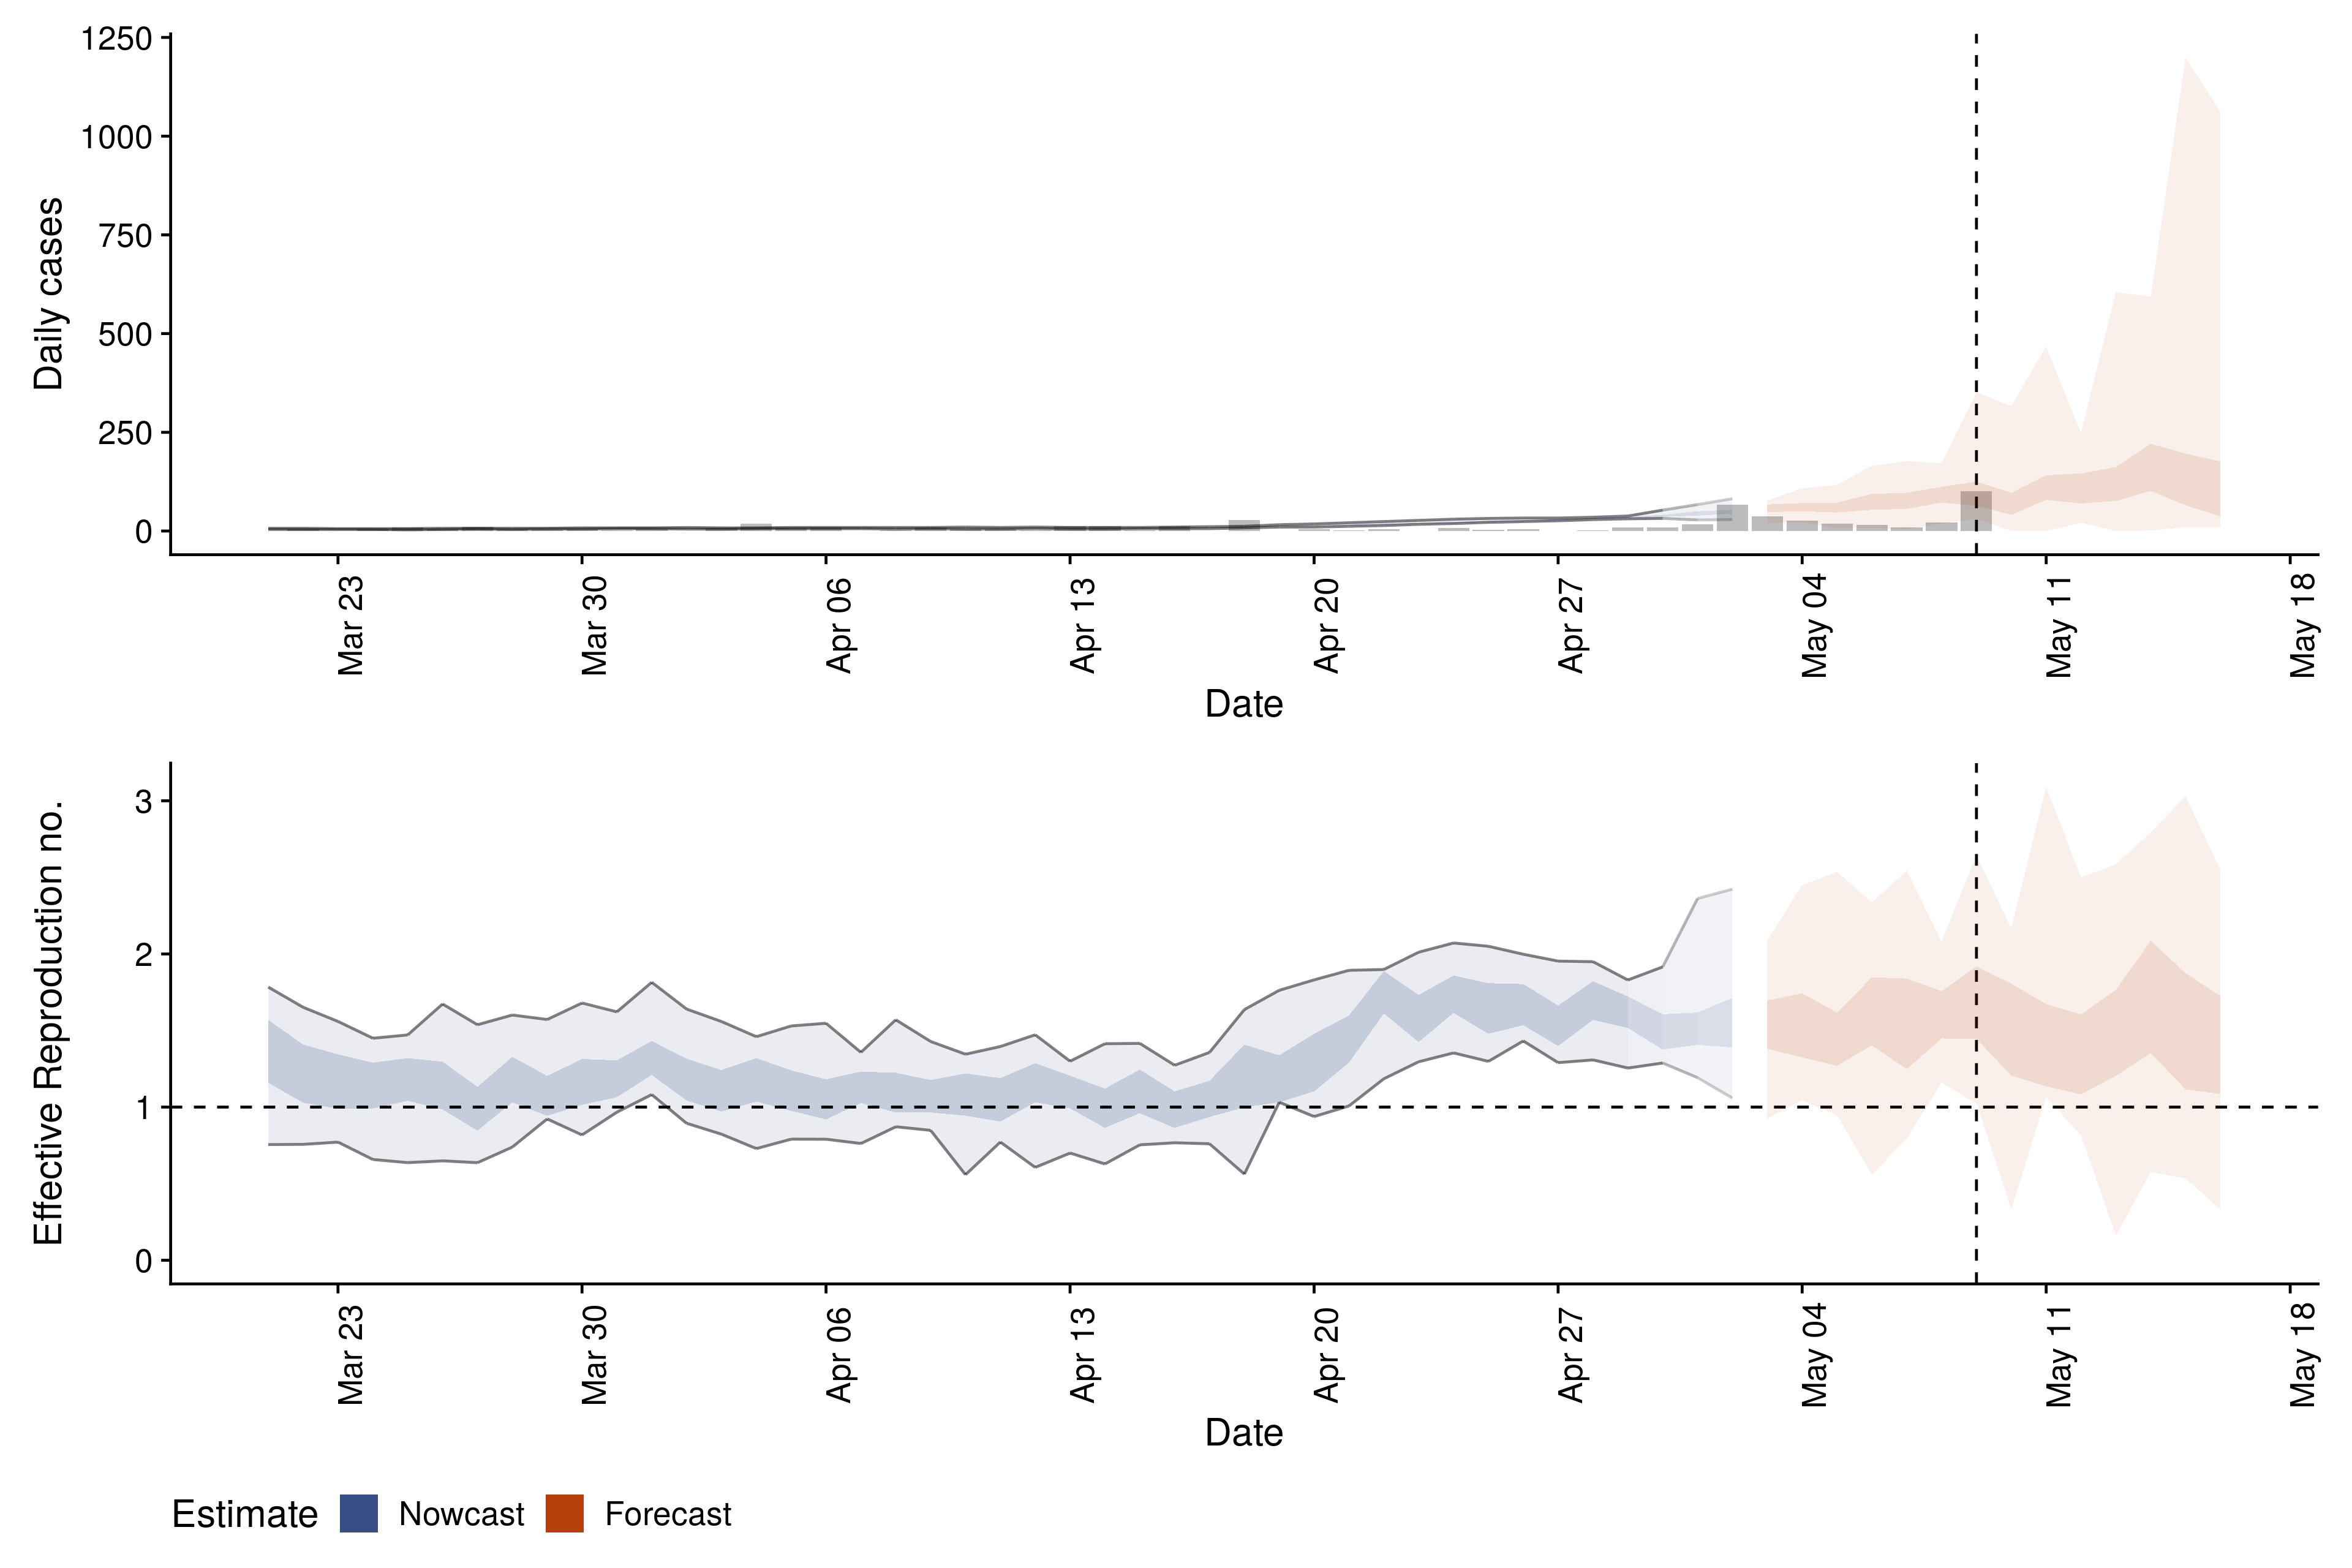 Daily cases
1250
1000
750
500
250
0
Mar 23
Mar 30
Apr 06
Apr 13
Apr 20
Apr 27
May 04
May 11
May 18
Date
Effective Reproduction no.
3
2
1
0
Mar 23
Mar 30
Apr 06
Apr 13
Apr 20
Apr 27
May 04
May 11
May 18
Date
Estimate Nowcast Forecast